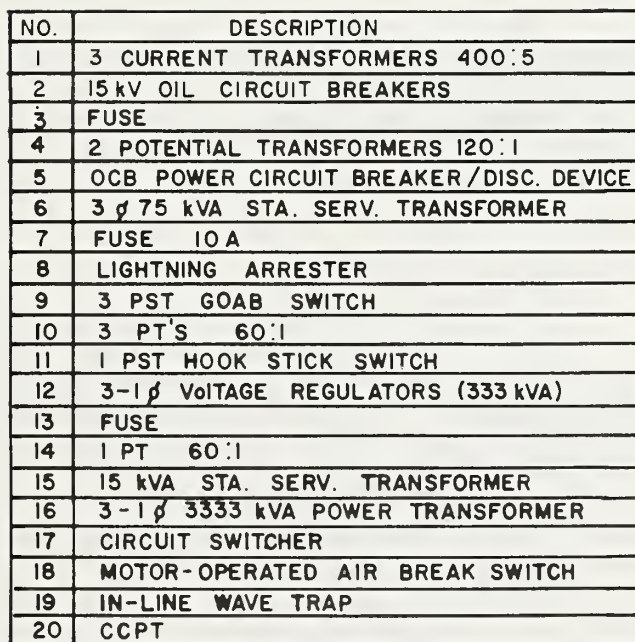 NO. DESCRIPTION
1 3 CURRENT TRANSFORMERS 400:5
2 15 kV OIL CIRCUIT BREAKERS
3 FUSE
4 2 POTENTIAL TRANSFORMERS 120:1
5 OCB POWER CIRCUIT BREAKER/DISC. DEVICE
6 3 ø 75 kVA STA. SERV. TRANSFORMER
7 FUSE 10 A
8 LIGHTNING ARRESTER
9 3 PST GOAB SWITCH
10 3 PT'S 60:1
11 1 PST HOOK STICK SWITCH
12 3-1 ø VOlTAGE REGULATORS (333 kVA)
13 FUSE
14 1 PT 60:1
15 15 kVA STA. SERV. TRANSFORMER
16 3-1 ø 3333 kVA POWER TRANSFORMER
17 CIRCUIT SWITCHER
18 MOTOR-OPERATED AIR BREAK SWITCH
19 IN-LINE WAVE TRAP
20 CCPT